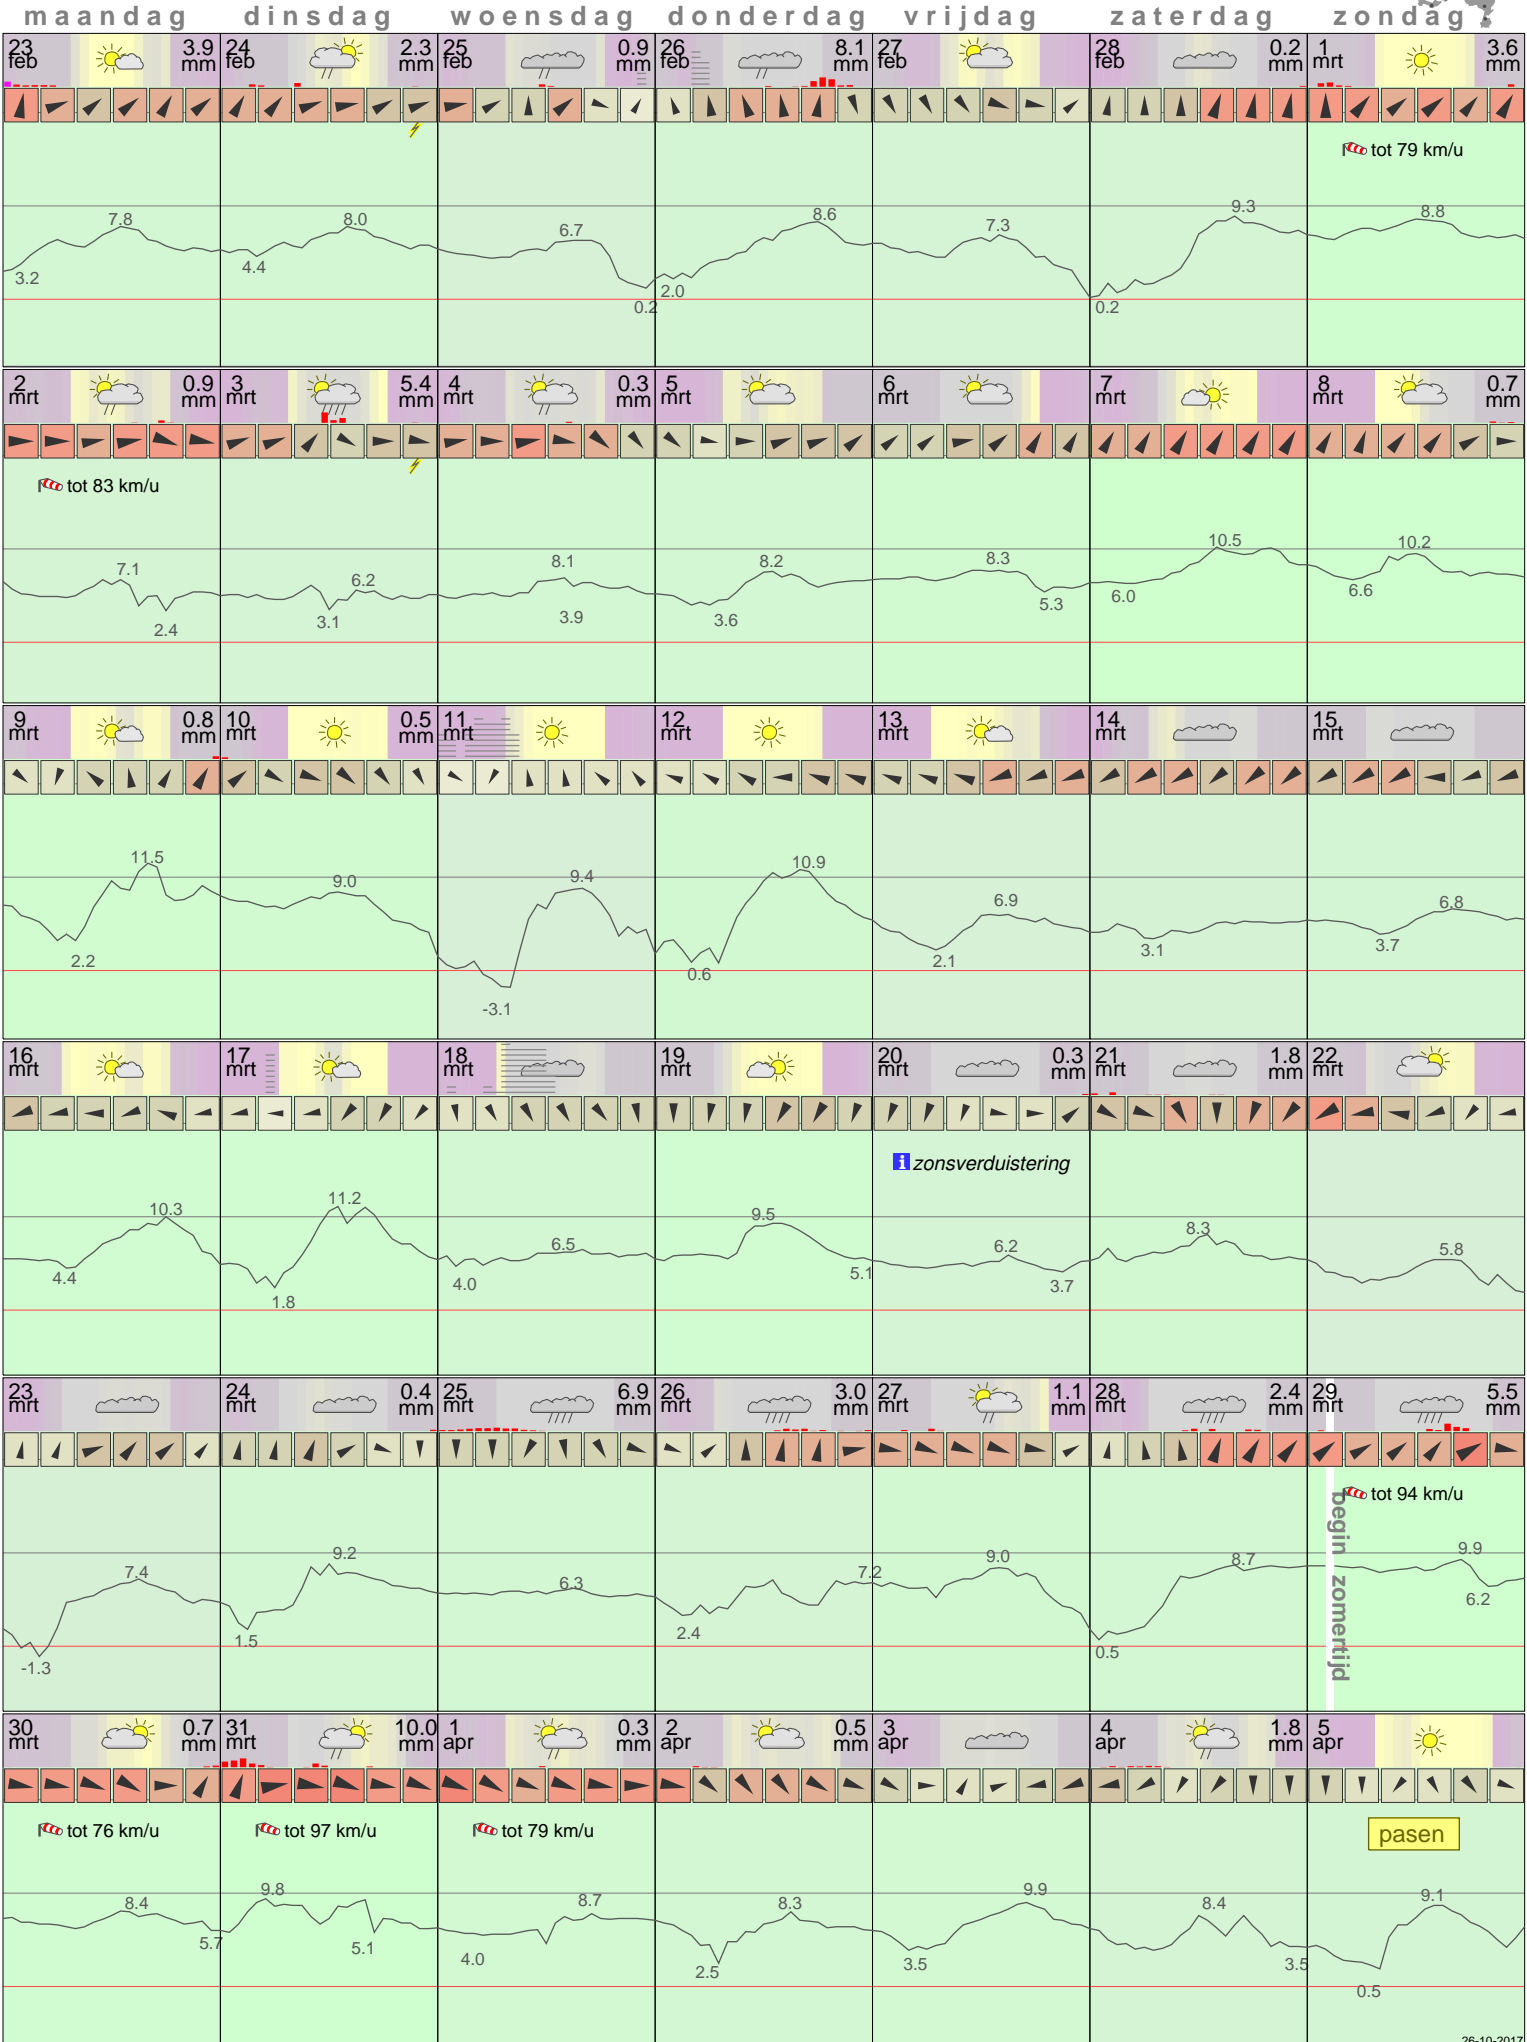 maandag dinsdag woensdag donderdag vrijdag zaterdag zondag
23 feb 3.9 mm 24 feb 2.3 mm 25 feb 0.9 mm 26 feb 8.1 mm 27 feb 28 feb 0.2 mm 1 mrt 3.6 mm
tot 79 km/u
7.8 8.0 6.7 8.6 7.3 9.3 8.8
3.2 4.4 0.2 2.0 0.2
2 mrt 0.9 mm 3 mrt 5.4 mm 4 mrt 0.3 mm 5 mrt 6 mrt 7 mrt 8 mrt 0.7 mm
tot 83 km/u
7.1 6.2 8.1 8.2 8.3 10.5 10.2
2.4 3.1 3.9 3.6 5.3 6.0 6.6
9 mrt 0.8 mm 10 mrt 0.5 mm 11 mrt 12 mrt 13 mrt 14 mrt 15 mrt
11.5 9.0 9.4 10.9 6.9 6.8
2.2 -3.1 0.6 2.1 3.1 3.7
16 mrt 17 mrt 18 mrt 19 mrt 20 mrt 0.3 mm 21 mrt 1.8 mm 22 mrt
i zonsverduistering
10.3 11.2 6.5 9.5 6.2 8.3 5.8
4.4 1.8 4.0 5.1 3.7
23 mrt 24 mrt 0.4 mm 25 mrt 6.9 mm 26 mrt 3.0 mm 27 mrt 1.1 mm 28 mrt 2.4 mm 29 mrt 5.5 mm
tot 94 km/u
begin zomertijd
7.4 9.2 6.3 7.2 9.0 8.7 9.9
-1.3 1.5 2.4 0.5 6.2
30 mrt 0.7 mm 31 mrt 10.0 mm 1 apr 0.3 mm 2 apr 0.5 mm 3 apr 4 apr 1.8 mm 5 apr
tot 76 km/u tot 97 km/u tot 79 km/u pasen
8.4 9.8 8.7 8.3 9.9 8.4 9.1
5.7 5.1 4.0 2.5 3.5 3.5 0.5
26-10-2017